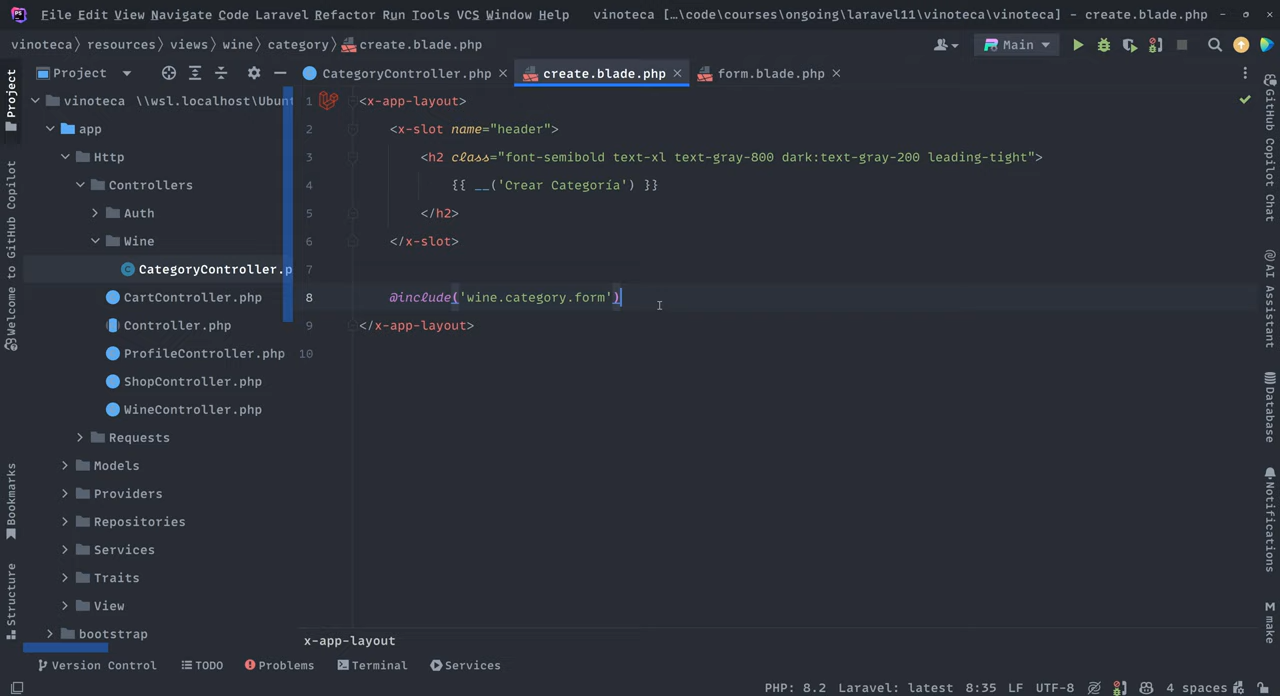 PS File Edit View Navigate Code Laravel Refactor Run Tools VCS Window Help vinoteca […\code\courses\ongoing\laravel11\vinoteca\vinoteca] – create.blade.php
vinoteca resources views wine category create.blade.php
Main
Project
CategoryController.php
create.blade.php
form.blade.php
vinoteca \\wsl.localhost\Ubunt
app
Http
Controllers
Auth
Wine
CategoryController.p
CartController.php
Controller.php
ProfileController.php
ShopController.php
WineController.php
Requests
Models
Providers
Repositories
Services
Traits
View
bootstrap
1 <x-app-layout>
2 <x-slot name="header">
3 <h2 class="font-semibold text-xl text-gray-800 dark:text-gray-200 leading-tight">
4 {{ __('Crear Categoría') }}
5 </h2>
6 </x-slot>
7
8 @include('wine.category.form')
9 </x-app-layout>
10
x-app-layout
Project
Welcome to GitHub Copilot
Bookmarks
Structure
GitHub Copilot Chat
AI Assistant
Database
Notifications
M make
Version Control TODO Problems Terminal Services
PHP: 8.2 Laravel: latest 8:35 LF UTF-8 4 spaces